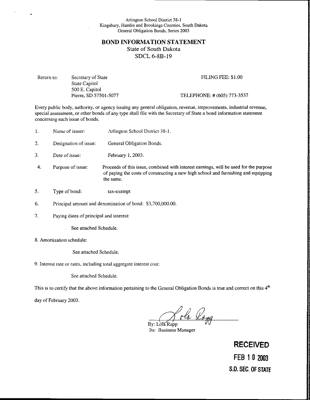 Arlington School District 38-1
Kingsbury, Hamlin and Brookings Counties, South Dakota
General Obligation Bonds, Series 2003
BOND INFORMATION STATEMENT
State of South Dakota
SDCL 6-8B-19
Return to: Secretary of State FILING FEE: $1.00
State Capitol
500 E. Capitol
Pierre, SD 57501-5077 TELEPHONE: # (605) 773-3537
Every public body, authority, or agency issuing any general obligation, revenue, improvements, industrial revenue,
special assessment, or other bonds of any type shall file with the Secretary of State a bond information statement
concerning each issue of bonds.
1. Name of issuer: Arlington School District 38-1.
2. Designation of issue: General Obligation Bonds.
3. Date of issue: February 1, 2003.
4. Purpose of issue: Proceeds of this issue, combined with interest earnings, will be used for the purpose
of paying the costs of constructing a new high school and furnishing and equipping
the same.
5. Type of bond: tax-exempt
6. Principal amount and denomination of bond: $3,700,000.00.
7. Paying dates of principal and interest
See attached Schedule.
8. Amortization schedule:
See attached Schedule.
9. Interest rate or rates, including total aggregate interest cost:
See attached Schedule.
This is to certify that the above information pertaining to the General Obligation Bonds is true and correct on this 4th
day of February 2003.
Lola Rapp
By: Lola Rapp
Its: Business Manager
RECEIVED
FEB 10 2003
S.D. SEC. OF STATE